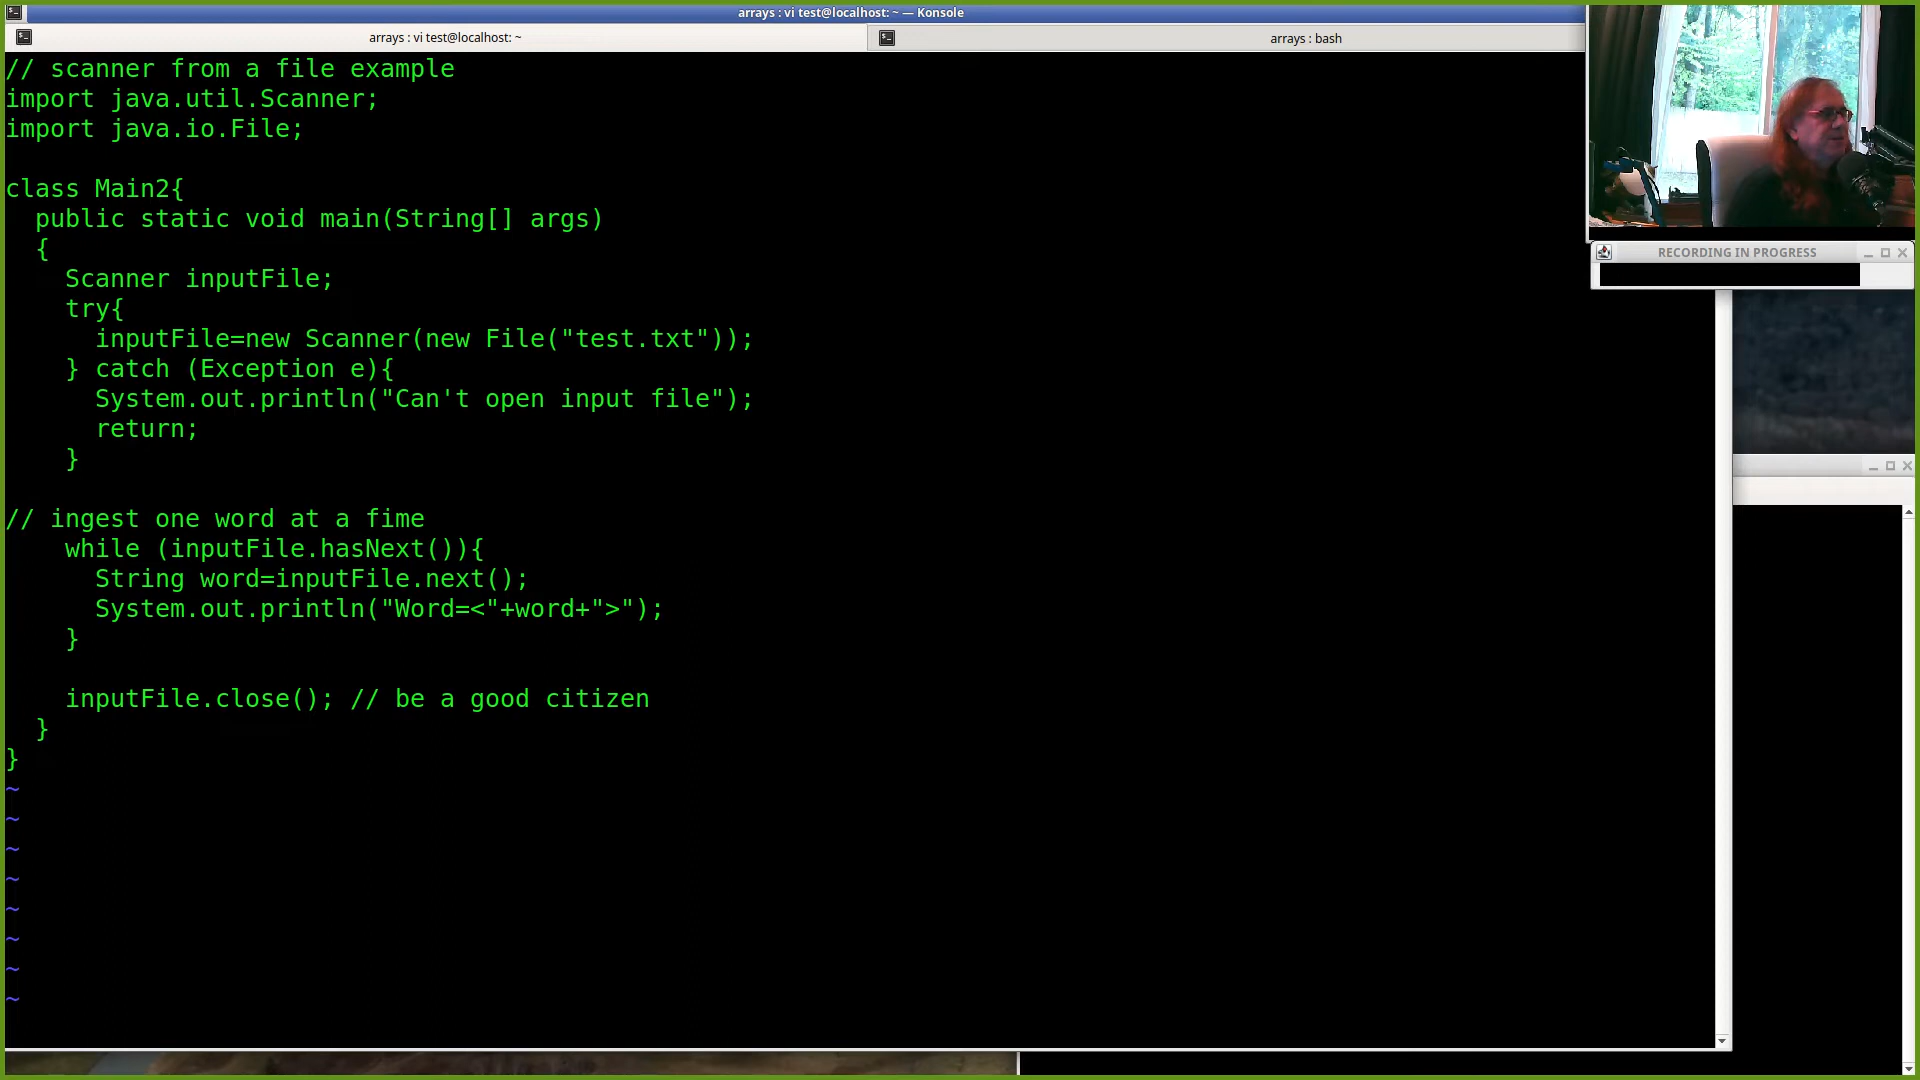 arrays : vi test@localhost: ~ — Konsole
arrays : vi test@localhost: ~
arrays : bash
// scanner from a file example
import java.util.Scanner;
import java.io.File;
class Main2{
  public static void main(String[] args)
  {
    Scanner inputFile;
    try{
      inputFile=new Scanner(new File("test.txt"));
    } catch (Exception e){
      System.out.println("Can't open input file");
      return;
    }
// ingest one word at a fime
    while (inputFile.hasNext()){
      String word=inputFile.next();
      System.out.println("Word=<"+word+">");
    }
    inputFile.close(); // be a good citizen
  }
}
~
~
~
~
~
~
~
~
RECORDING IN PROGRESS